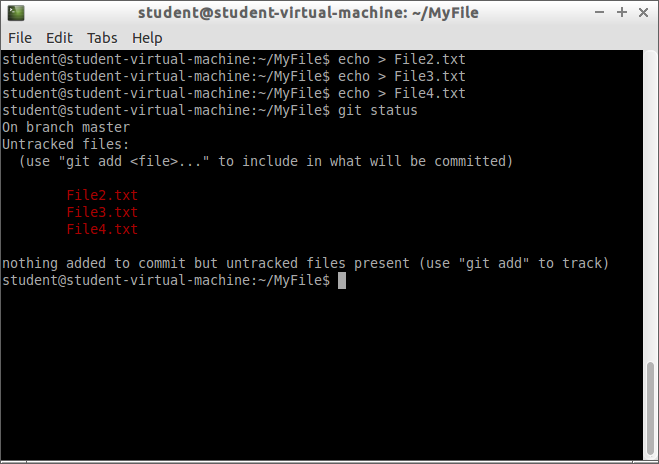 student@student-virtual-machine: ~/MyFile
File Edit Tabs Help
student@student-virtual-machine:~/MyFile$ echo > File2.txt
student@student-virtual-machine:~/MyFile$ echo > File3.txt
student@student-virtual-machine:~/MyFile$ echo > File4.txt
student@student-virtual-machine:~/MyFile$ git status
On branch master
Untracked files:
  (use "git add <file>..." to include in what will be committed)
        File2.txt
        File3.txt
        File4.txt
nothing added to commit but untracked files present (use "git add" to track)
student@student-virtual-machine:~/MyFile$